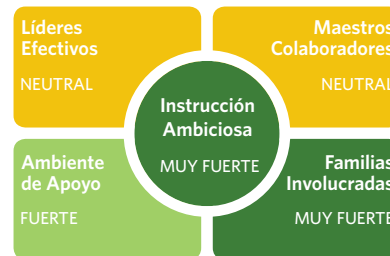 Líderes
Efectivos
NEUTRAL
Maestros
Colaboradores
NEUTRAL
Instrucción
Ambiciosa
MUY FUERTE
Ambiente
de Apoyo
FUERTE
Familias
Involucradas
MUY FUERTE